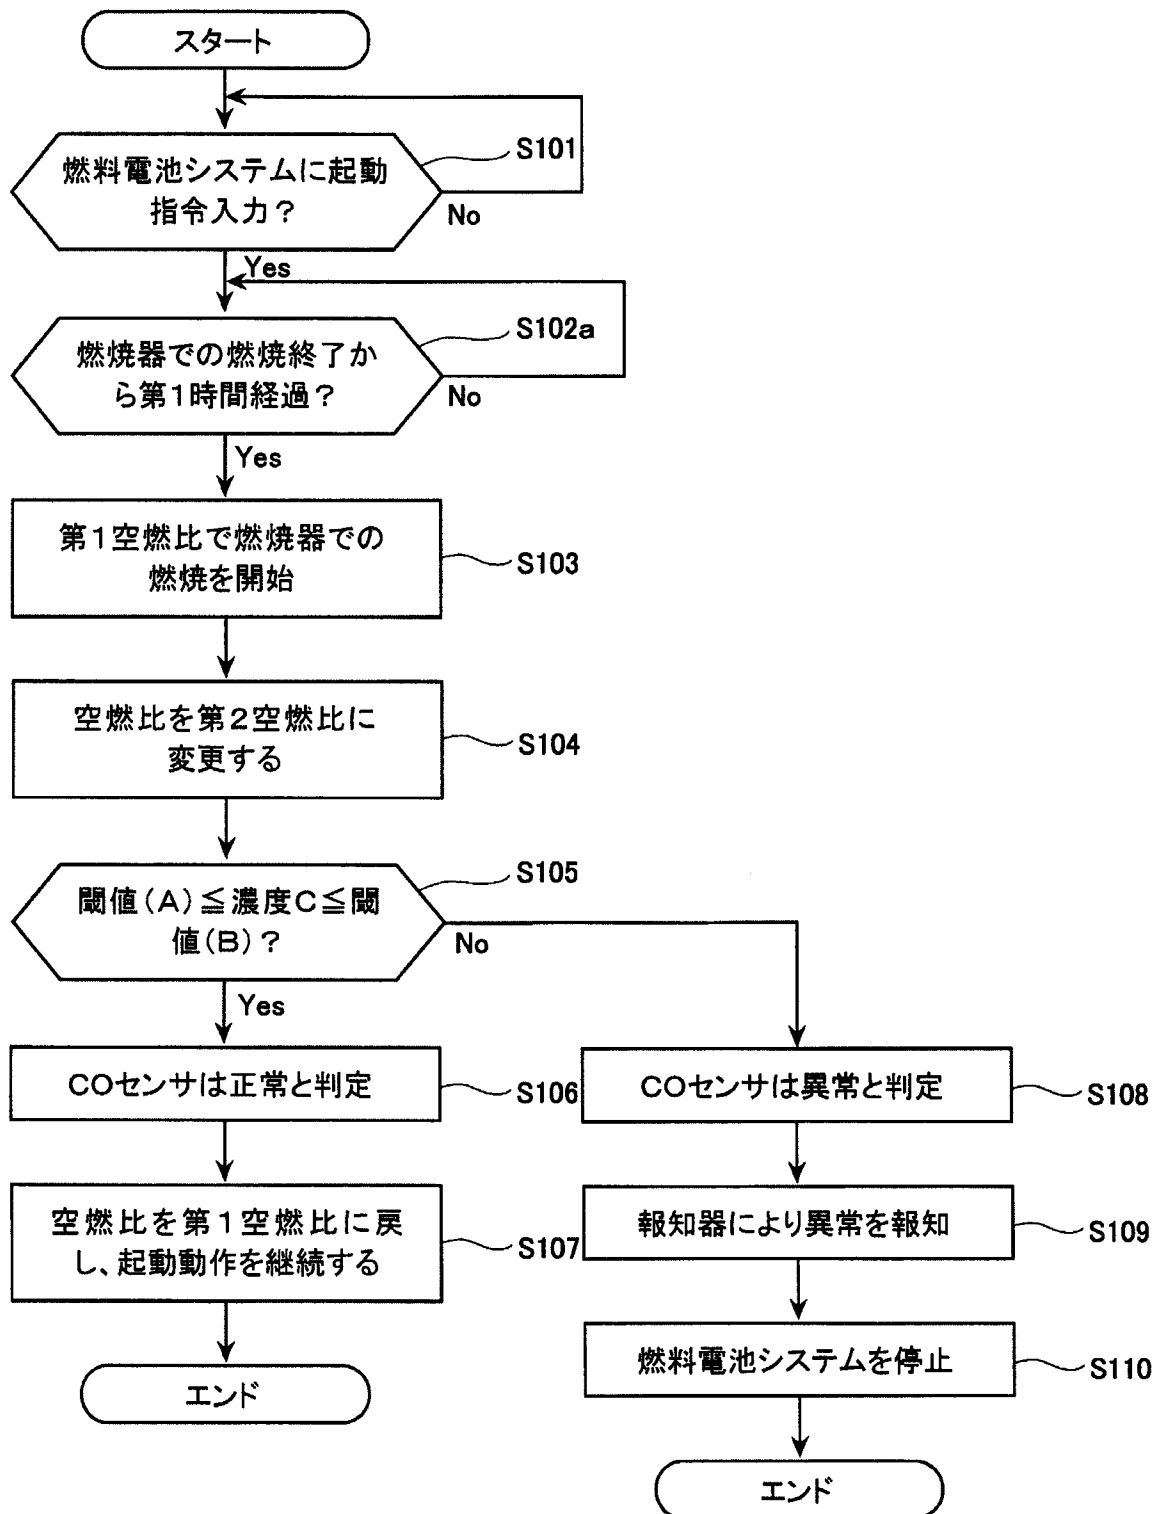 スタート
燃料電池システムに起動
指令入力？
S101
No
Yes
燃焼器での燃焼終了か
ら第１時間経過？
S102a
No
Yes
第１空燃比で燃焼器での
燃焼を開始
S103
空燃比を第２空燃比に
変更する
S104
閾値（A）≦濃度C≦閾
値（B）？
S105
No
Yes
COセンサは正常と判定
S106
COセンサは異常と判定
S108
空燃比を第１空燃比に戻
し、起動動作を継続する
S107
報知器により異常を報知
S109
エンド
燃料電池システムを停止
S110
エンド